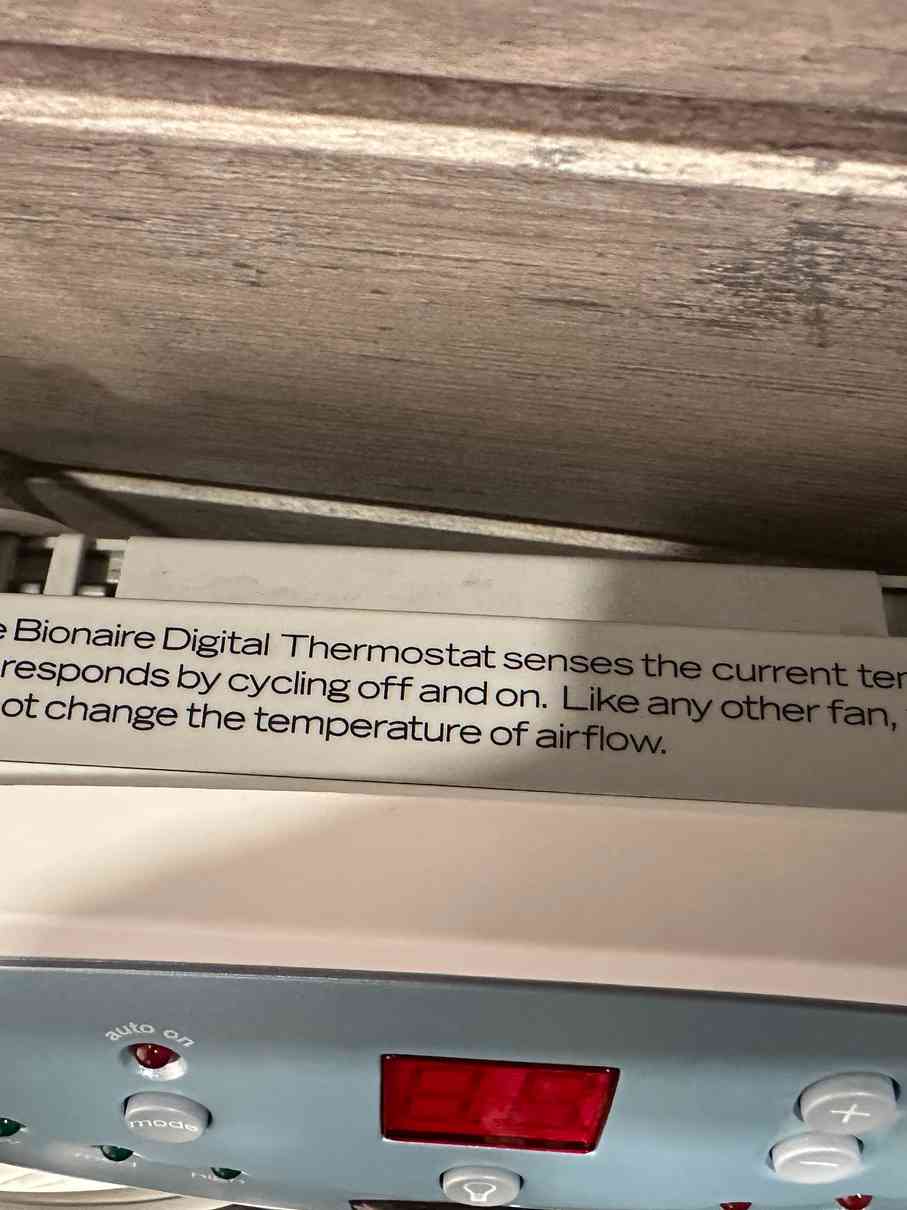 e Bionaire Digital Thermostat senses the current ter
responds by cycling off and on. Like any other fan,
ot change the temperature of airflow.
auto on
mode
+
−